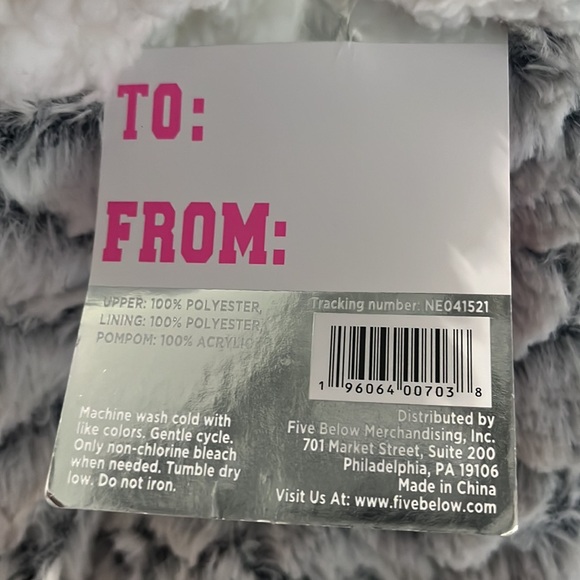 TO:
FROM:
UPPER: 100% POLYESTER,
LINING: 100% POLYESTER,
POMPOM: 100% ACRYLIC
Tracking number: NE041521
1 96064 00703 8
Machine wash cold with
like colors. Gentle cycle.
Only non-chlorine bleach
when needed. Tumble dry
low. Do not iron.
Distributed by
Five Below Merchandising, Inc.
701 Market Street, Suite 200
Philadelphia, PA 19106
Made in China
Visit Us At: www.fivebelow.com